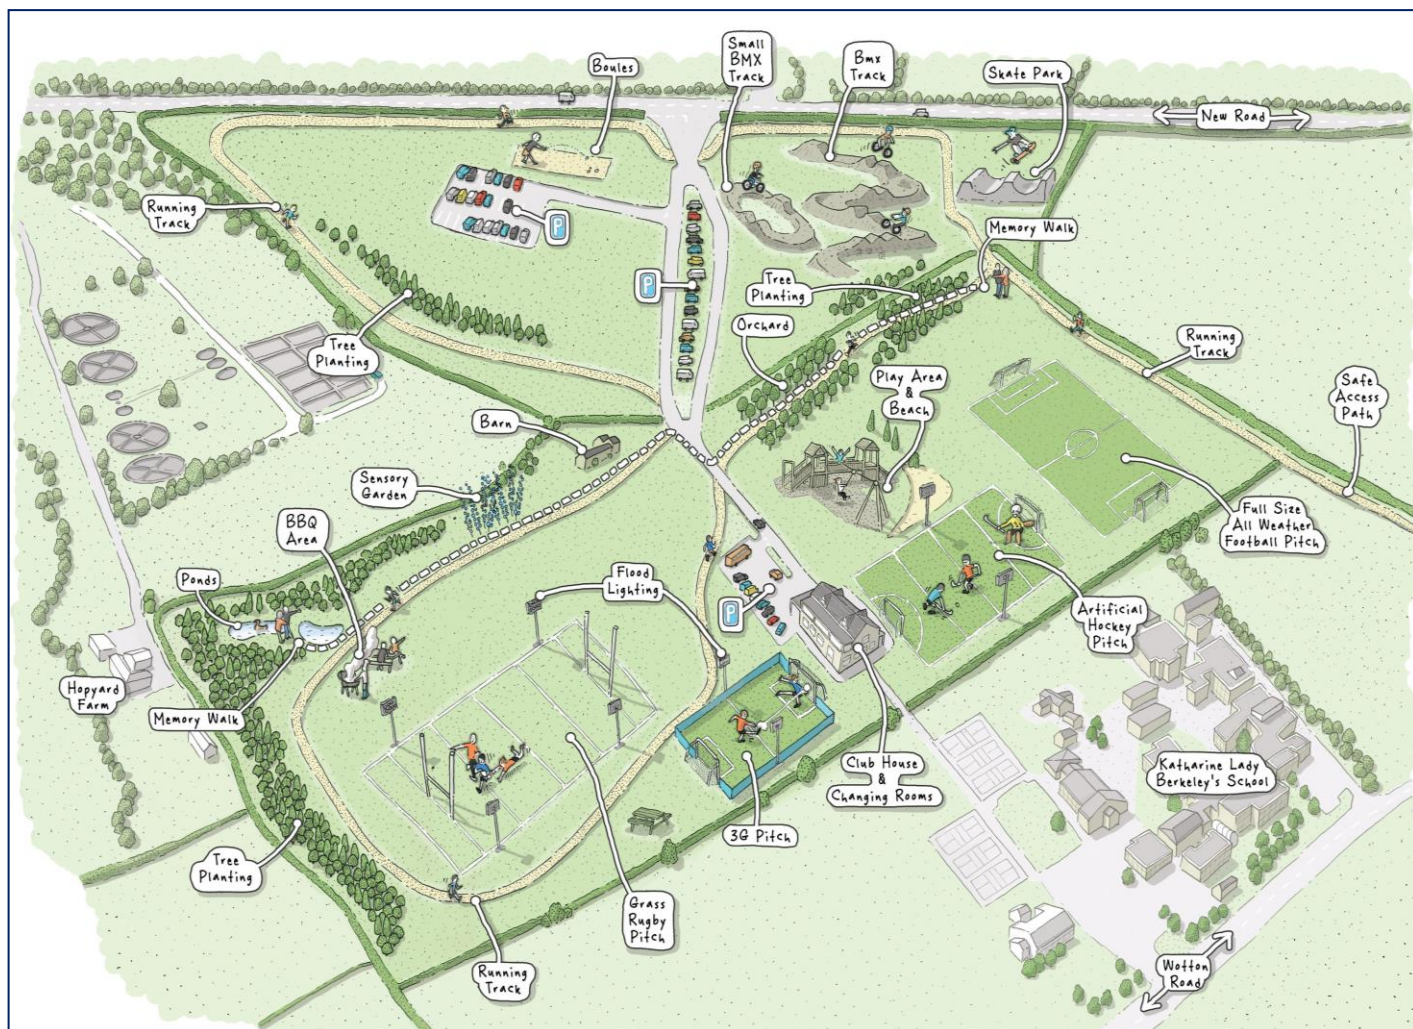 Boules
Small
BMX
Track
Bmx
Track
Skate Park
New Road
Running
Track
P
Memory Walk
P
Tree
Planting
Orchard
Tree
Planting
Running
Track
Play Area
&
Beach
Safe
Access
Path
Barn
Sensory
Garden
BBQ
Area
Full Size
All Weather
Football Pitch
Ponds
Flood
Lighting
P
Artificial
Hockey
Pitch
Hopyard
Farm
Memory Walk
Club House
&
Changing Rooms
Katharine Lady
Berkeley's School
3G Pitch
Tree
Planting
Grass
Rugby
Pitch
Running
Track
Wotton
Road